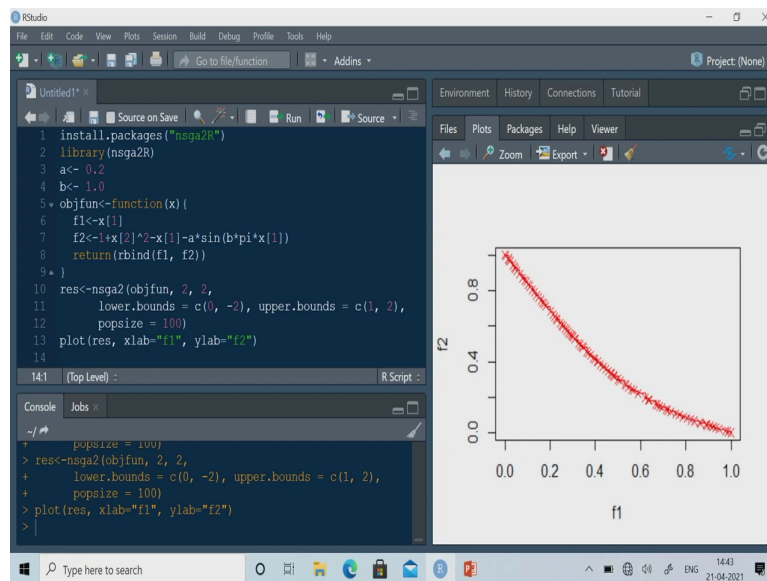 RStudio
File Edit Code View Plots Session Build Debug Profile Tools Help
Go to file/function Addins Project: (None)
Untitled1*
Source on Save Run Source
1 install.packages("nsga2R")
2 library(nsga2R)
3 a<- 0.2
4 b<- 1.0
5 objfun<-function(x){
6 f1<-x[1]
7 f2<-1+x[2]^2-x[1]-a*sin(b*pi*x[1])
8 return(rbind(f1, f2))
9 }
10 res<-nsga2(objfun, 2, 2,
11 lower.bounds = c(0, -2), upper.bounds = c(1, 2),
12 popsize = 100)
13 plot(res, xlab="f1", ylab="f2")
14
14:1 (Top Level) R Script
Console Jobs
~/
+ popsize = 100)
> res<-nsga2(objfun, 2, 2,
+ lower.bounds = c(0, -2), upper.bounds = c(1, 2),
+ popsize = 100)
> plot(res, xlab="f1", ylab="f2")
>
Environment History Connections Tutorial
Files Plots Packages Help Viewer
Zoom Export
f2
0.8
0.4
0.0
0.0 0.2 0.4 0.6 0.8 1.0
f1
Type here to search
ENG
14:43
21-04-2021